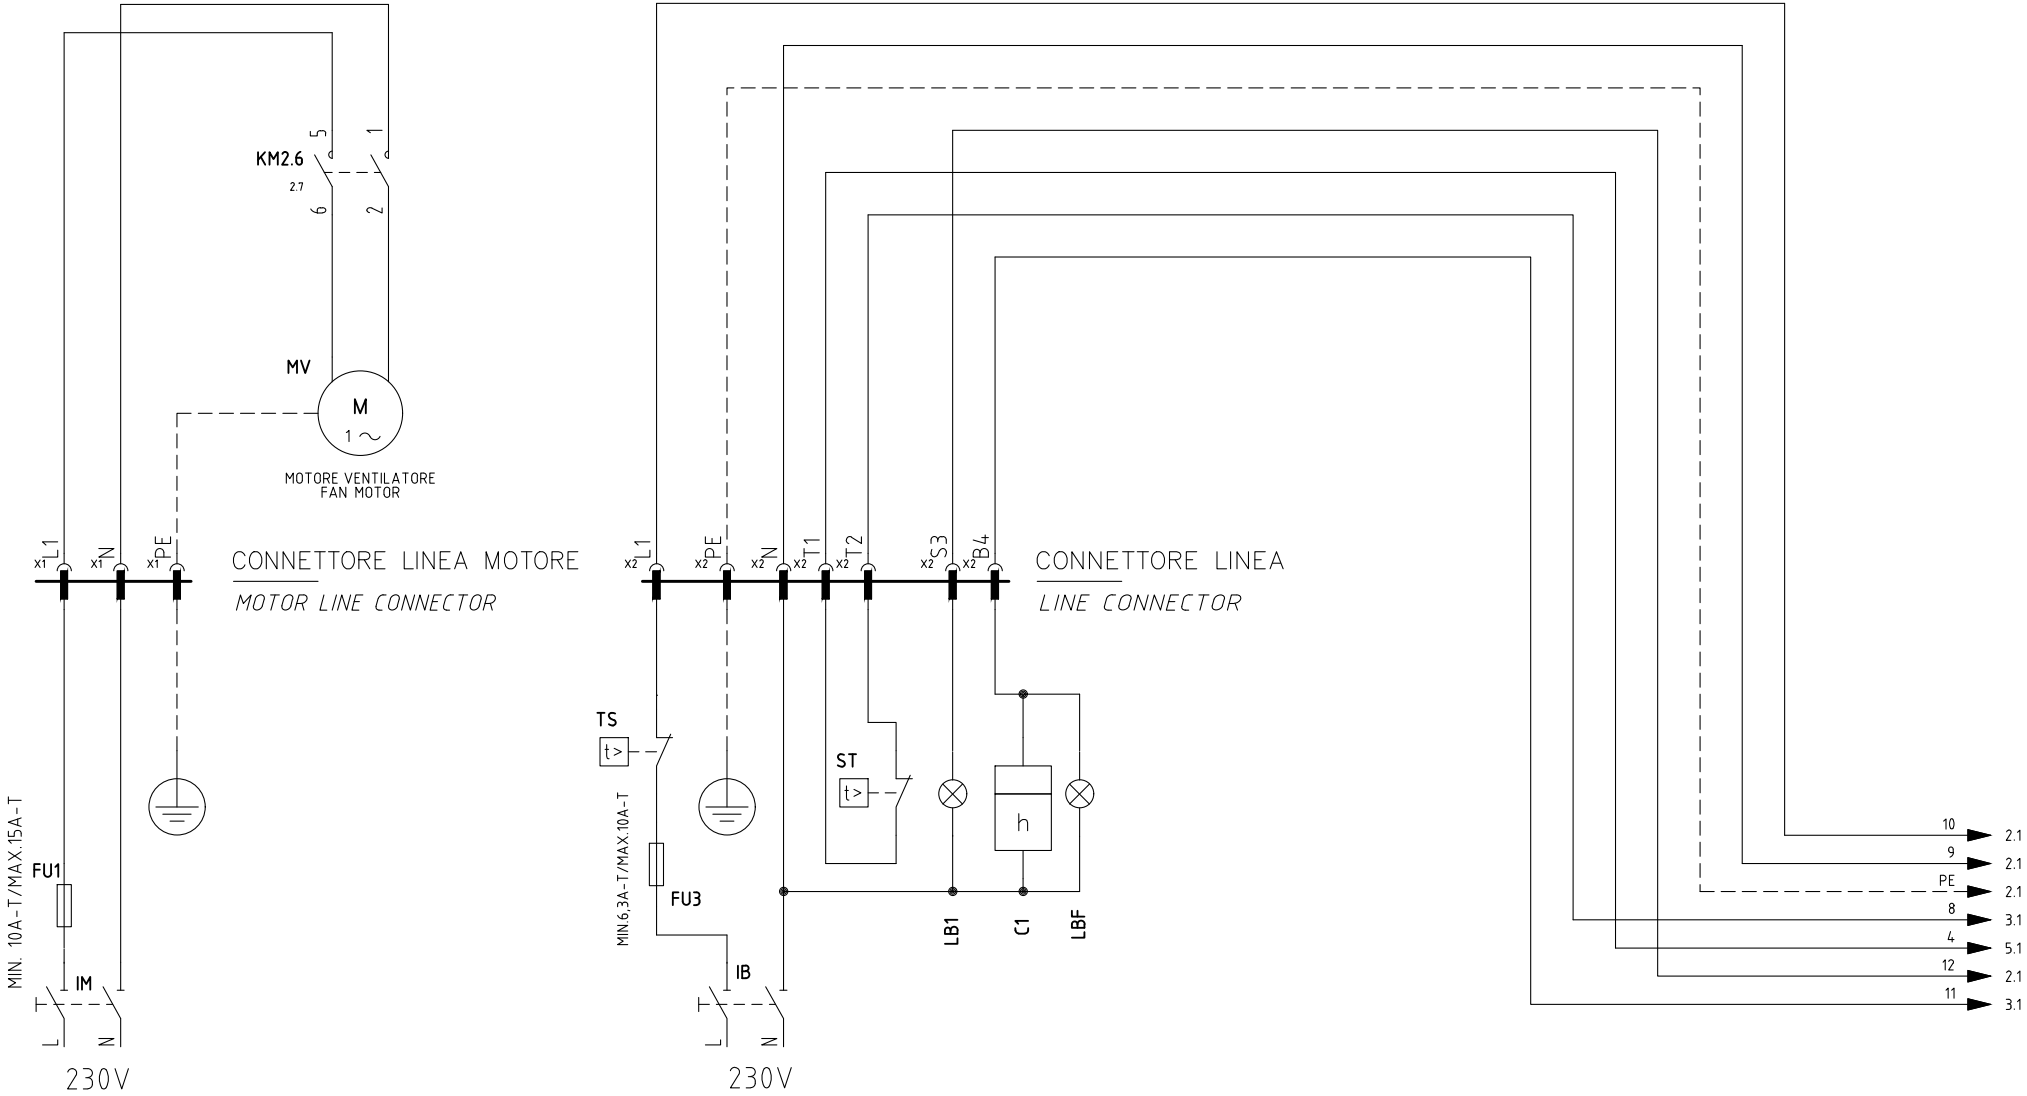 5
1
KM2.6
2.7
6
2
MV
M
1~
MOTORE VENTILATORE
FAN MOTOR
X1 L1
X1 N
X1 PE
CONNETTORE LINEA MOTORE
MOTOR LINE CONNECTOR
MIN. 10A-T/MAX.15A-T
FU1
IM
L
N
230V
X2 L1
X2 PE
X2 N
X2 T1
X2 T2
X2 S3
X2 B4
CONNETTORE LINEA
LINE CONNECTOR
TS
t>
MIN.6,3A-T/MAX.10A-T
FU3
ST
t>
h
LB1
C1
LBF
IB
L
N
230V
10 2.1
9 2.1
PE 2.1
8 3.1
4 5.1
12 2.1
11 3.1